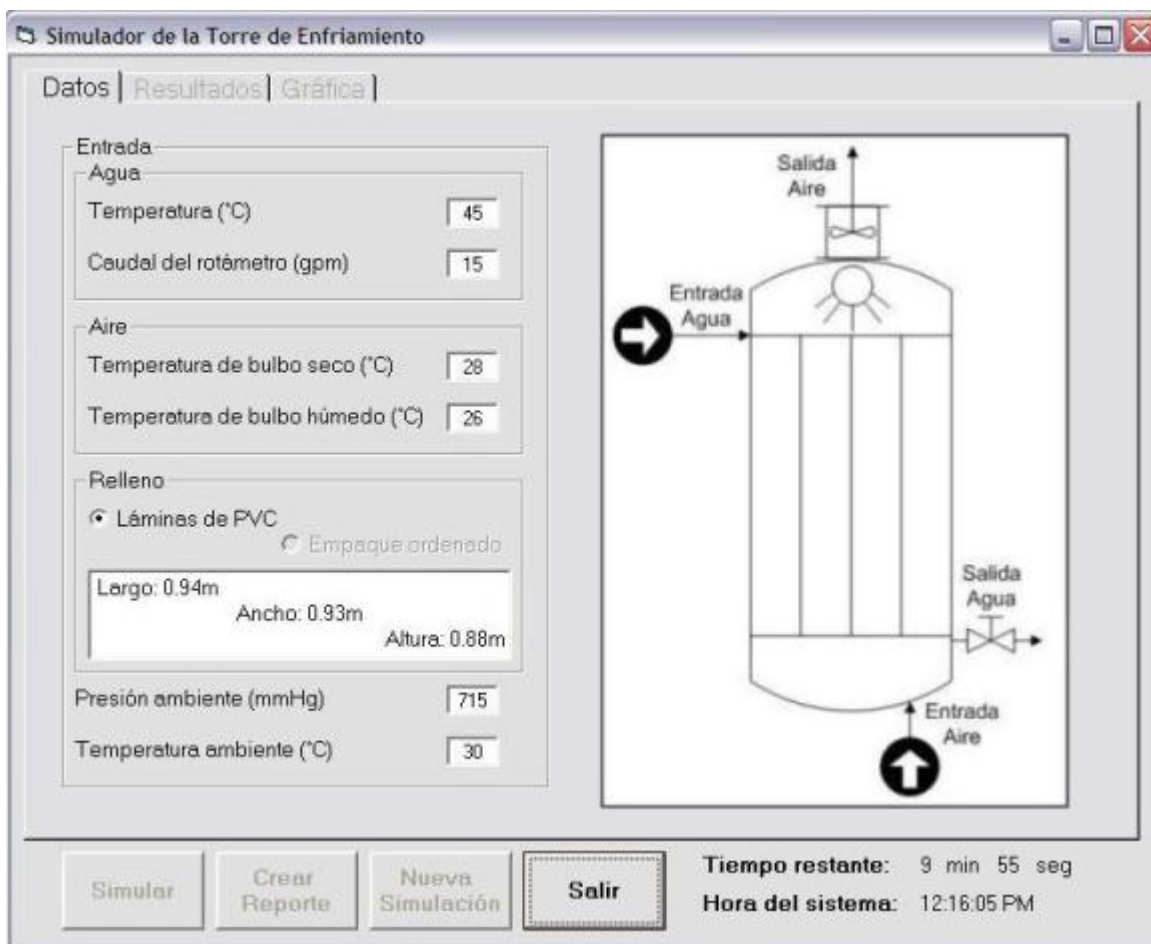 Simulador de la Torre de Enfriamiento
Datos Resultados Gráfica
Entrada
Agua
Temperatura (°C) 45
Caudal del rotámetro (gpm) 15
Aire
Temperatura de bulbo seco (°C) 28
Temperatura de bulbo húmedo (°C) 26
Relleno
Láminas de PVC
Empaque ordenado
Largo: 0.94m
Ancho: 0.93m
Altura: 0.88m
Presión ambiente (mmHg) 715
Temperatura ambiente (°C) 30
Salida
Aire
Entrada
Agua
Salida
Agua
Entrada
Aire
Simular
Crear
Reporte
Nueva
Simulación
Salir
Tiempo restante: 9 min 55 seg
Hora del sistema: 12:16:05 PM